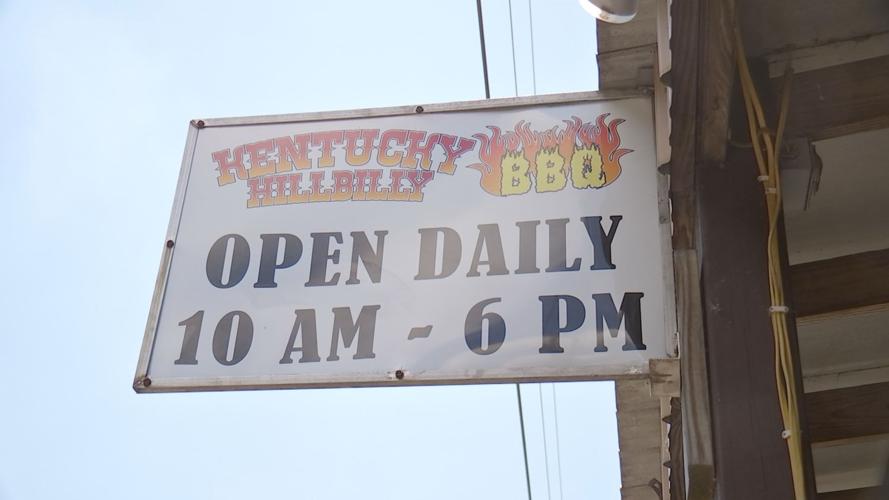 KENTUCKY
HILLBILLY BBQ
OPEN DAILY
10 AM - 6 PM